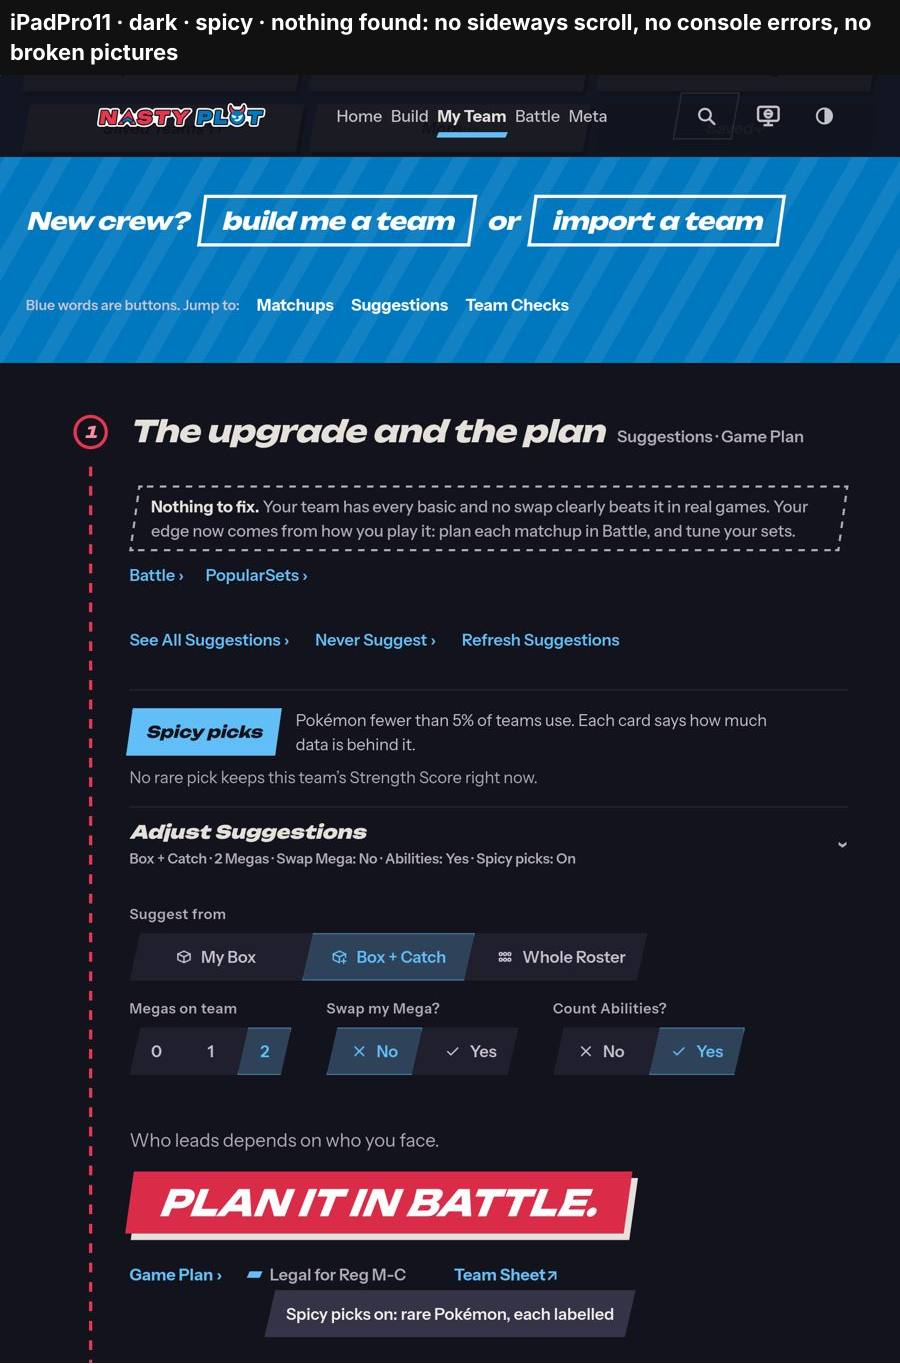 iPadPro11 · dark · spicy · nothing found: no sideways scroll, no console errors, no
broken pictures
NASTY PLOT
Home Build My Team Battle Meta
New crew? build me a team or import a team
Blue words are buttons. Jump to: Matchups Suggestions Team Checks
1 The upgrade and the plan Suggestions · Game Plan
Nothing to fix. Your team has every basic and no swap clearly beats it in real games. Your
edge now comes from how you play it: plan each matchup in Battle, and tune your sets.
Battle › PopularSets ›
See All Suggestions › Never Suggest › Refresh Suggestions
Spicy picks
Pokémon fewer than 5% of teams use. Each card says how much
data is behind it.
No rare pick keeps this team's Strength Score right now.
Adjust Suggestions
Box + Catch · 2 Megas · Swap Mega: No · Abilities: Yes · Spicy picks: On
Suggest from
My Box Box + Catch Whole Roster
Megas on team Swap my Mega? Count Abilities?
0 1 2 No Yes No Yes
Who leads depends on who you face.
PLAN IT IN BATTLE.
Game Plan › Legal for Reg M-C Team Sheet↗
Spicy picks on: rare Pokémon, each labelled